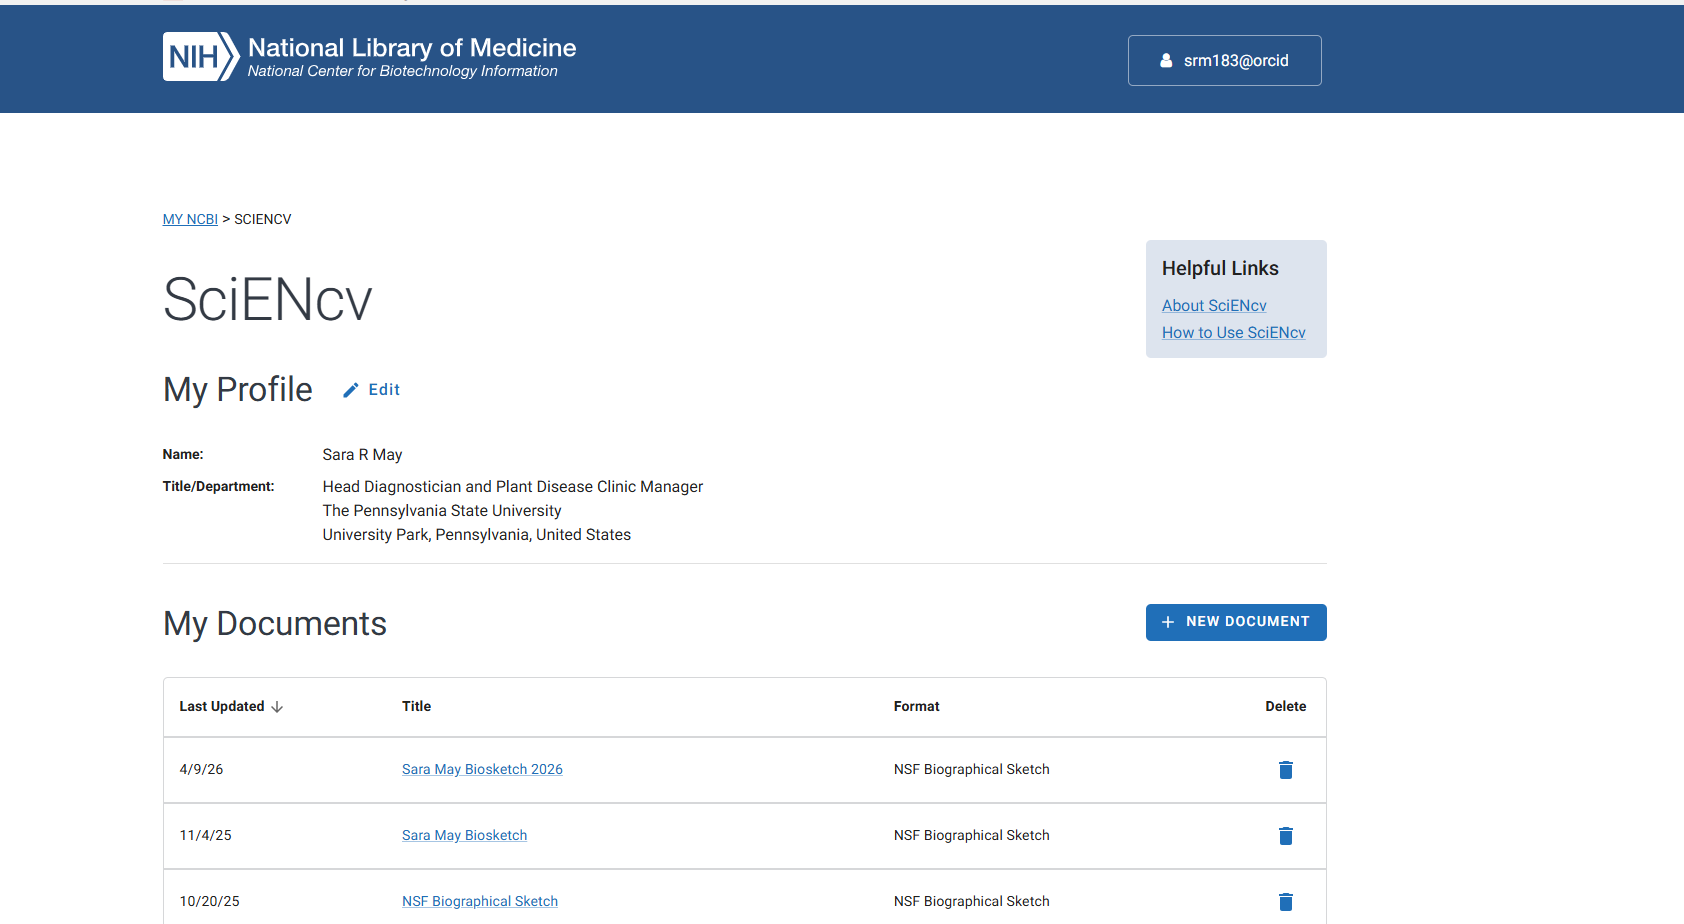 NIH National Library of Medicine
National Center for Biotechnology Information
srm183@orcid
MY NCBI > SCIENCV
SciENcv
Helpful Links
About SciENcv
How to Use SciENcv
My Profile Edit
Name: Sara R May
Title/Department: Head Diagnostician and Plant Disease Clinic Manager
The Pennsylvania State University
University Park, Pennsylvania, United States
My Documents
+ NEW DOCUMENT
Last Updated Title Format Delete
4/9/26 Sara May Biosketch 2026 NSF Biographical Sketch
11/4/25 Sara May Biosketch NSF Biographical Sketch
10/20/25 NSF Biographical Sketch NSF Biographical Sketch